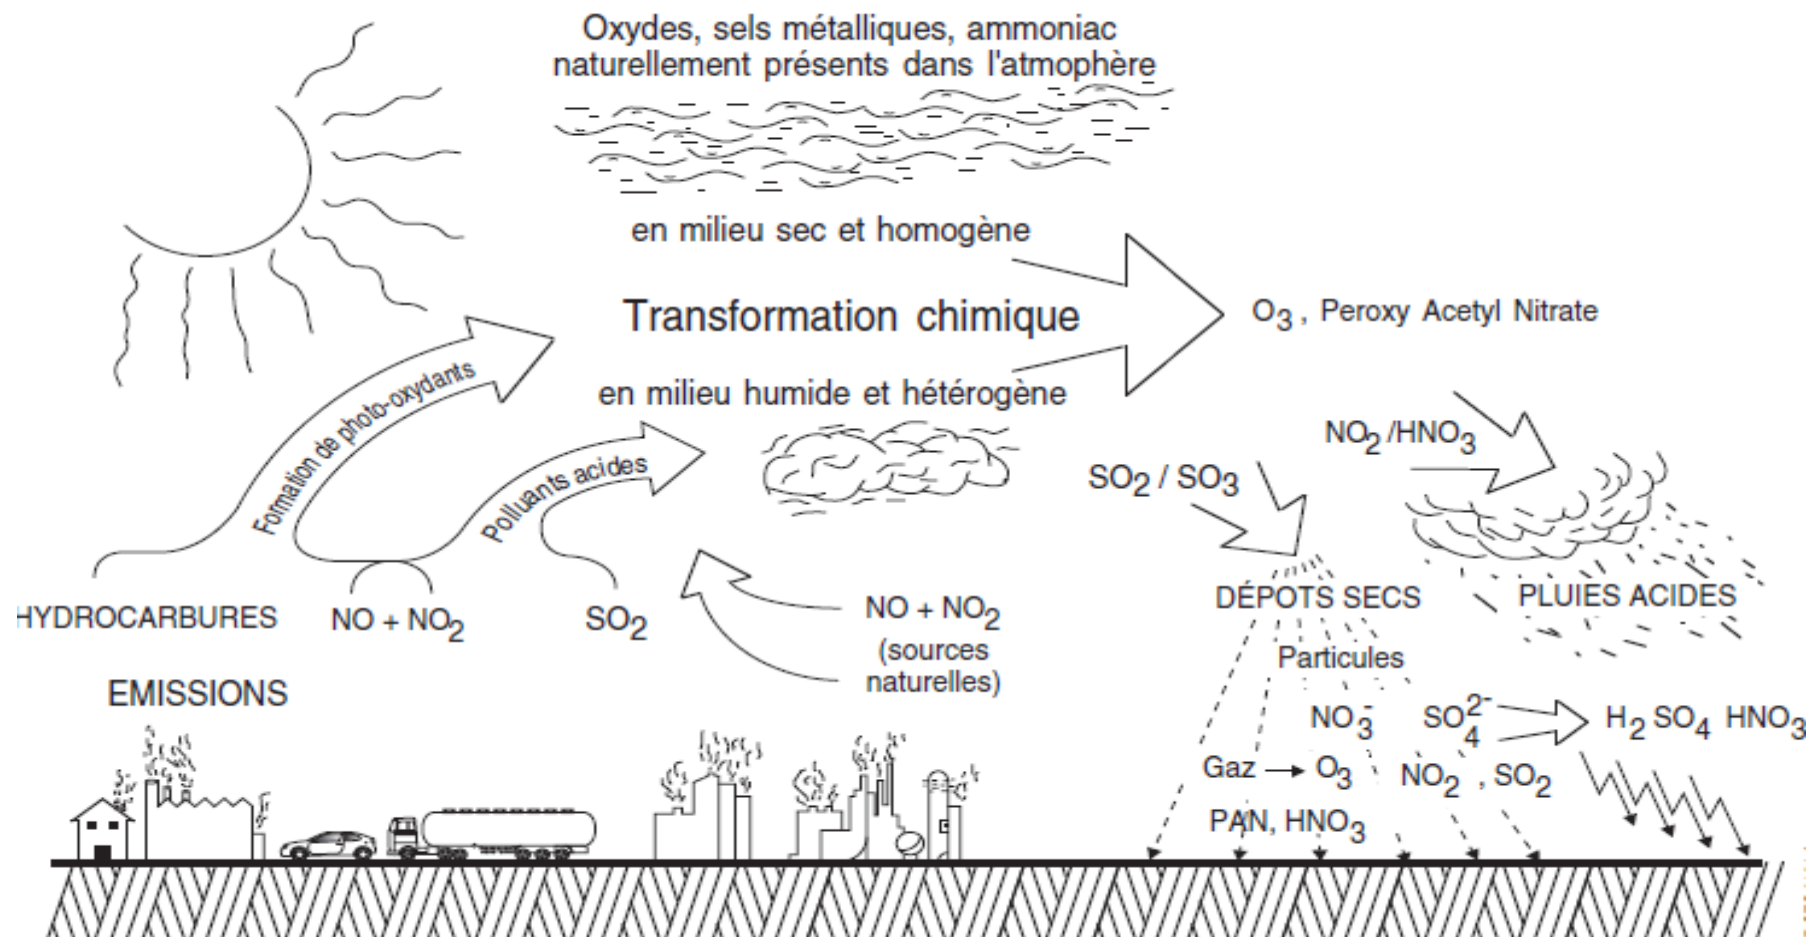 Oxydes, sels métalliques, ammoniac
naturellement présents dans l'atmophère
en milieu sec et homogène
Transformation chimique
O3 , Peroxy Acetyl Nitrate
en milieu humide et hétérogène
Formation de photo-oxydants
Polluants acides
NO2 /HNO3
SO2 / SO3
HYDROCARBURES
NO + NO2
SO2
NO + NO2
(sources
naturelles)
DÉPOTS SECS
PLUIES ACIDES
Particules
EMISSIONS
NO3-
SO42-
H2 SO4 HNO3
Gaz → O3
NO2 , SO2
PAN, HNO3